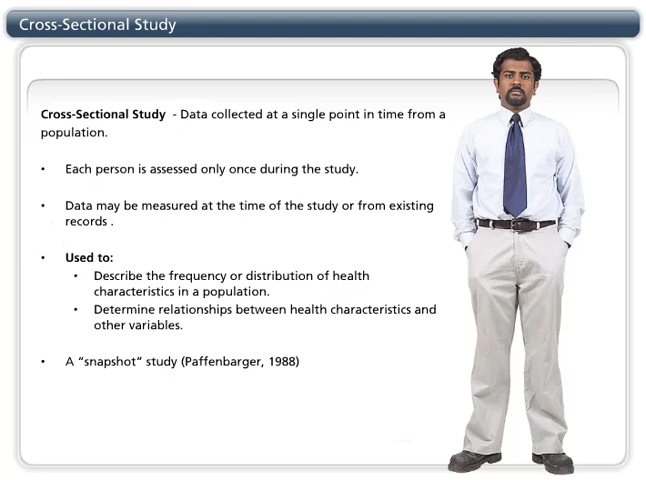 Cross-Sectional Study
Cross-Sectional Study - Data collected at a single point in time from a
population.
• Each person is assessed only once during the study.
• Data may be measured at the time of the study or from existing
records .
• Used to:
• Describe the frequency or distribution of health
characteristics in a population.
• Determine relationships between health characteristics and
other variables.
• A “snapshot” study (Paffenbarger, 1988)